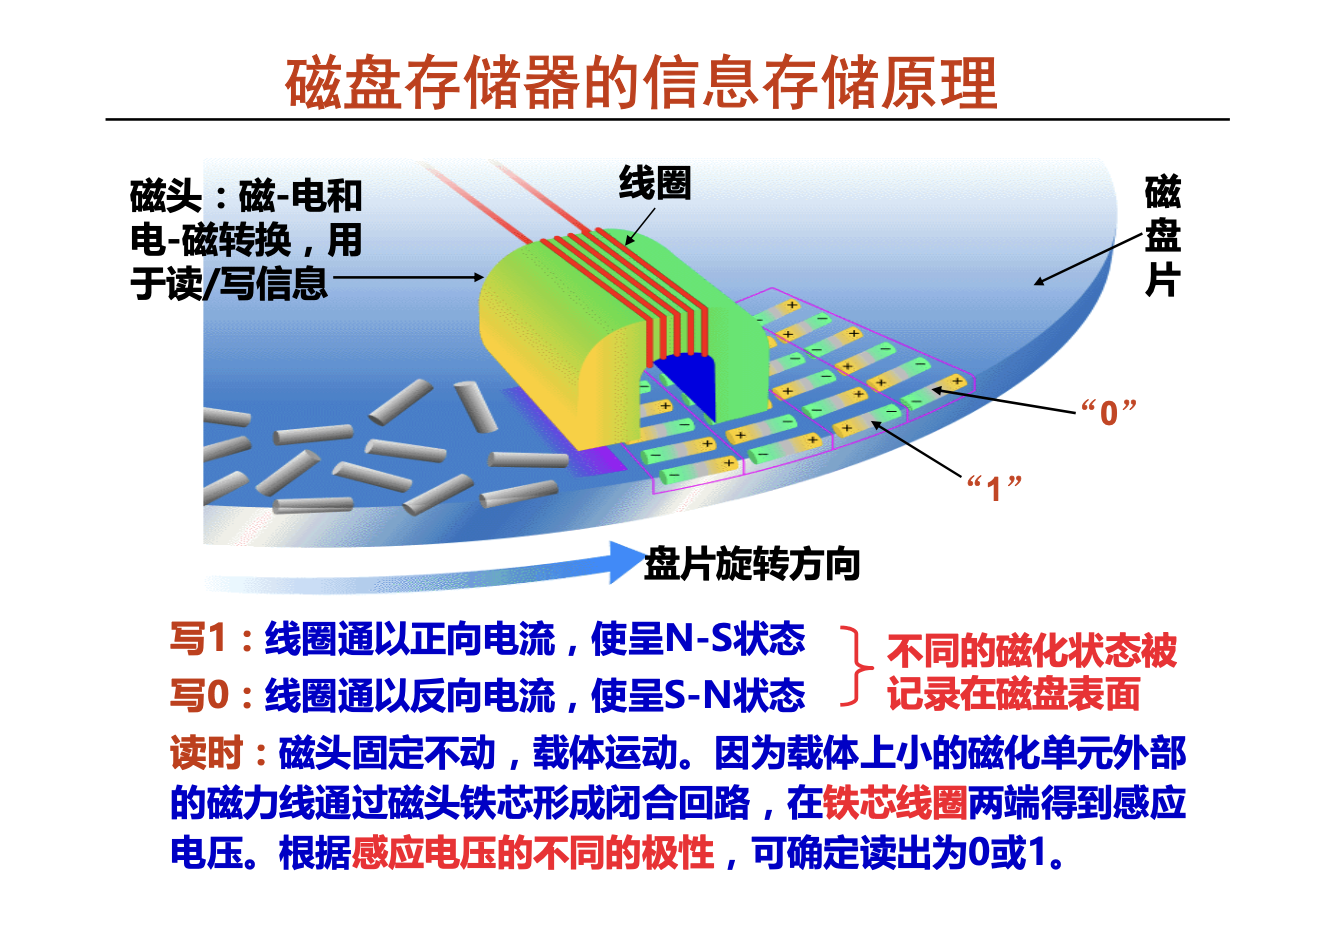 磁盘存储器的信息存储原理
磁头：磁-电和
电-磁转换，用
于读/写信息
线圈
磁
盘
片
“0”
“1”
盘片旋转方向
写1：线圈通以正向电流，使呈N-S状态
写0：线圈通以反向电流，使呈S-N状态
不同的磁化状态被
记录在磁盘表面
读时：磁头固定不动，载体运动。因为载体上小的磁化单元外部
的磁力线通过磁头铁芯形成闭合回路，在铁芯线圈两端得到感应
电压。根据感应电压的不同的极性，可确定读出为0或1。